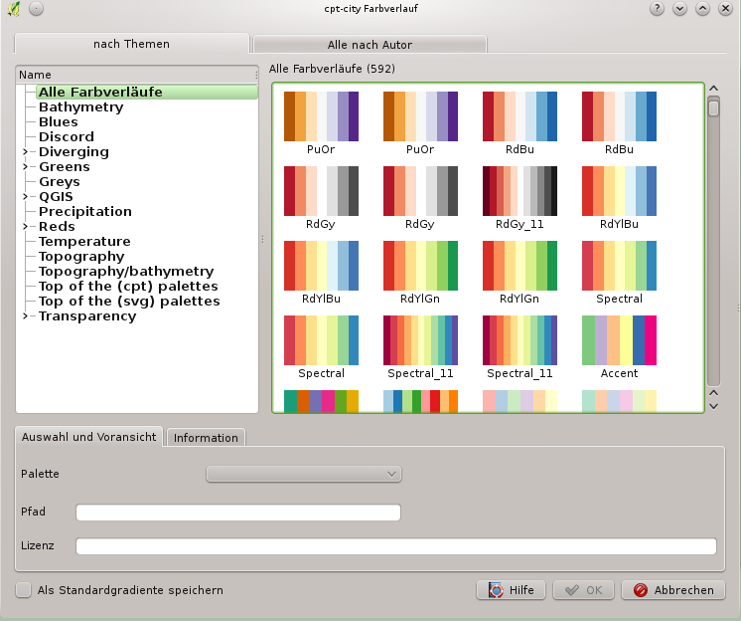 cpt-city Farbverlauf
nach Themen
Alle nach Autor
Name
Alle Farbverläufe
Bathymetry
Blues
Discord
Diverging
Greens
Greys
QGIS
Precipitation
Reds
Temperature
Topography
Topography/bathymetry
Top of the (cpt) palettes
Top of the (svg) palettes
Transparency
Alle Farbverläufe (592)
PuOr PuOr RdBu RdBu
RdGy RdGy RdGy_11 RdYlBu
RdYlBu RdYlGn RdYlGn Spectral
Spectral Spectral_11 Spectral_11 Accent
Auswahl und Voransicht
Information
Palette
Pfad
Lizenz
Als Standardgradiente speichern
Hilfe
OK
Abbrechen